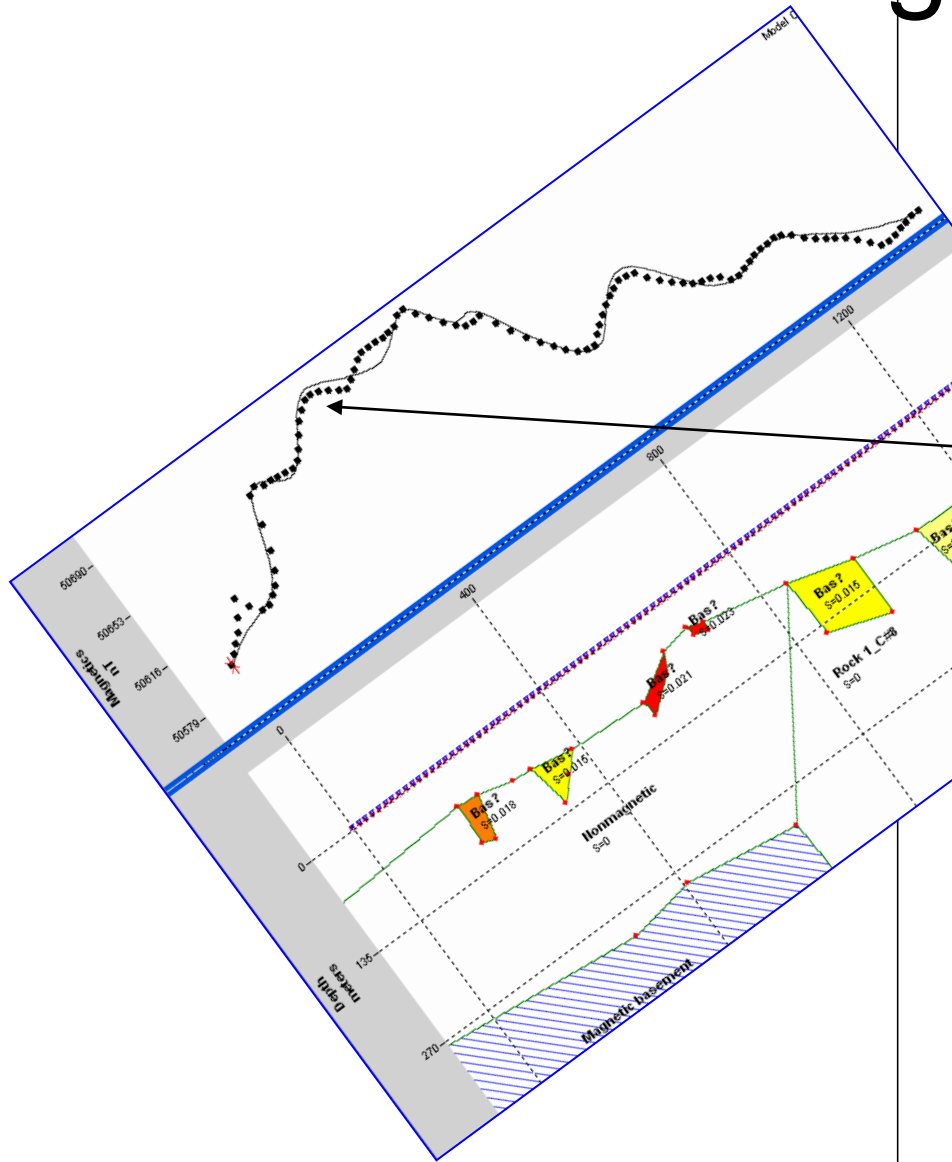 Model
50690
50653
50616
50579
Magnetics
nT
0
400
800
1200
0
135
270
Depth
meters
Bas?
S=0.018
Bas?
S=0.015
Bas?
S=0.021
Bas?
S=0.023
Bas?
S=0.015
Bas
S=
Nonmagnetic
S=0
Rock 1_C#8
S=0
Magnetic basement